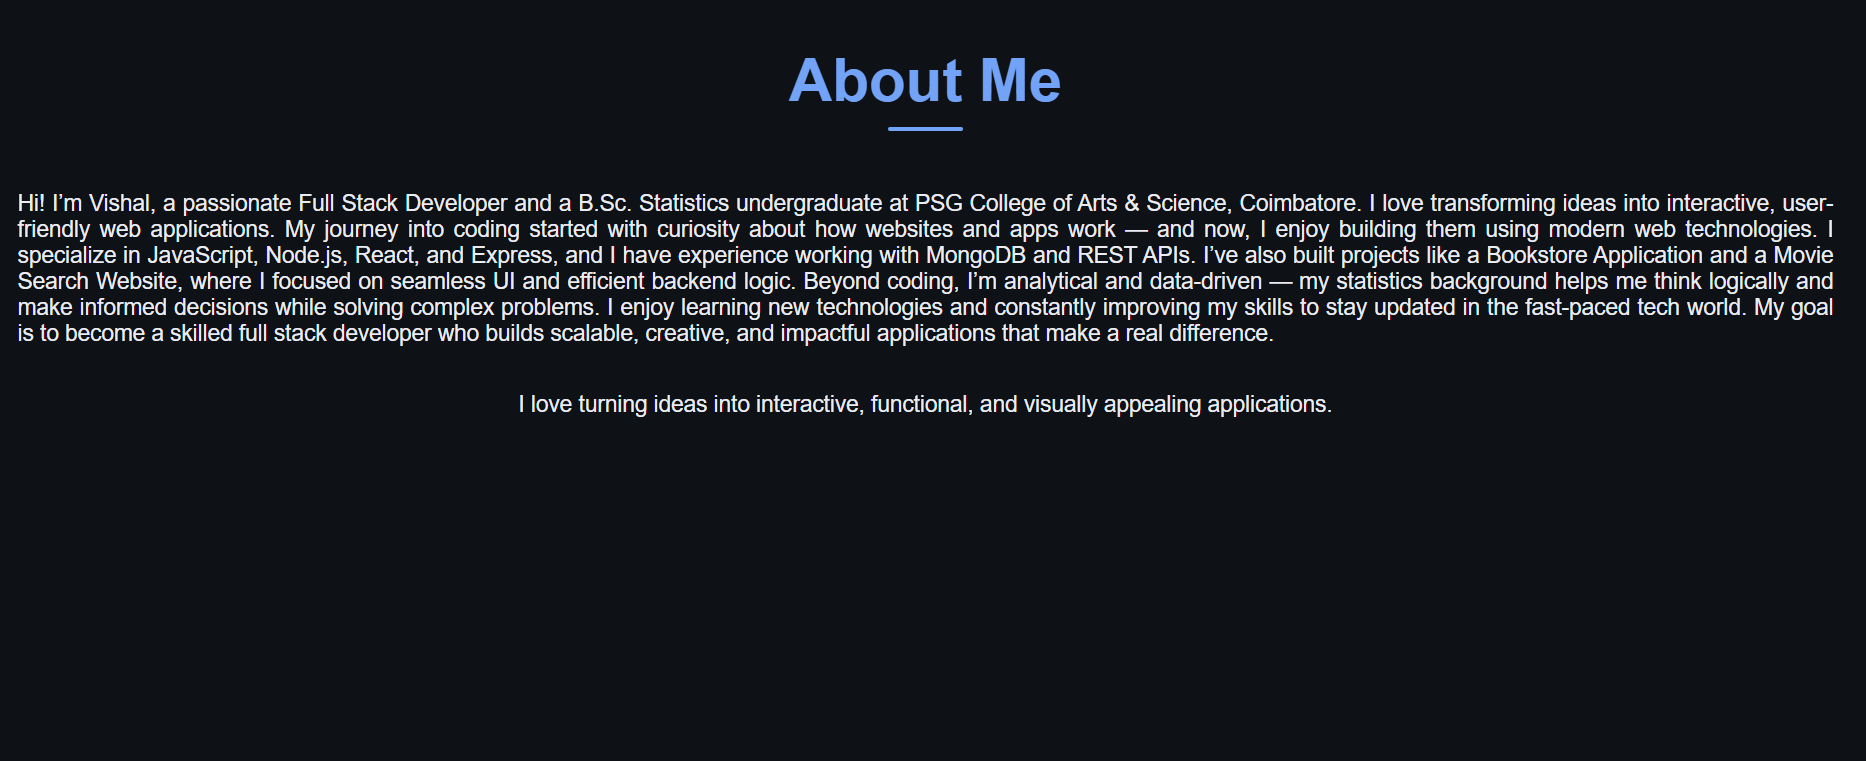 About Me
Hi! I’m Vishal, a passionate Full Stack Developer and a B.Sc. Statistics undergraduate at PSG College of Arts & Science, Coimbatore. I love transforming ideas into interactive, user-
friendly web applications. My journey into coding started with curiosity about how websites and apps work — and now, I enjoy building them using modern web technologies. I
specialize in JavaScript, Node.js, React, and Express, and I have experience working with MongoDB and REST APIs. I’ve also built projects like a Bookstore Application and a Movie
Search Website, where I focused on seamless UI and efficient backend logic. Beyond coding, I’m analytical and data-driven — my statistics background helps me think logically and
make informed decisions while solving complex problems. I enjoy learning new technologies and constantly improving my skills to stay updated in the fast-paced tech world. My goal
is to become a skilled full stack developer who builds scalable, creative, and impactful applications that make a real difference.
I love turning ideas into interactive, functional, and visually appealing applications.